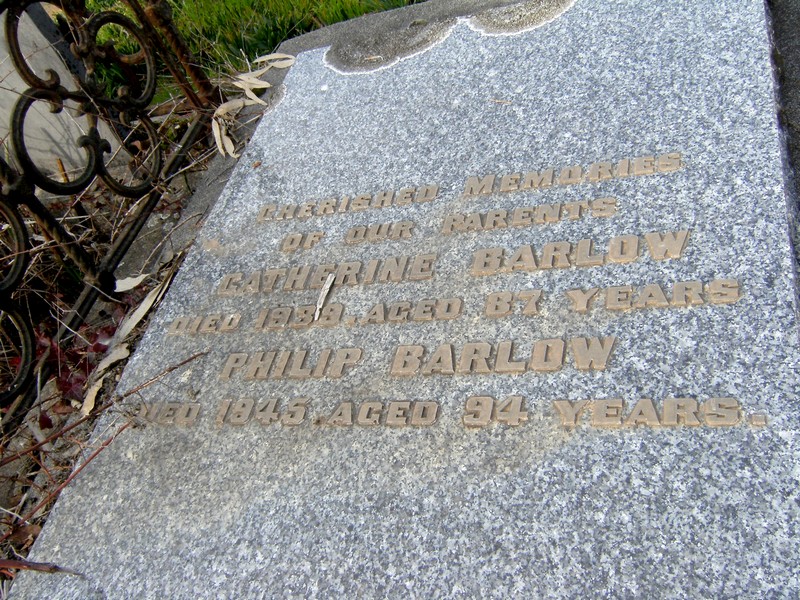 CHERISHED MEMORIES
OF OUR PARENTS
CATHERINE BARLOW
DIED 1939, AGED 87 YEARS
PHILIP BARLOW
DIED 1945, AGED 94 YEARS.